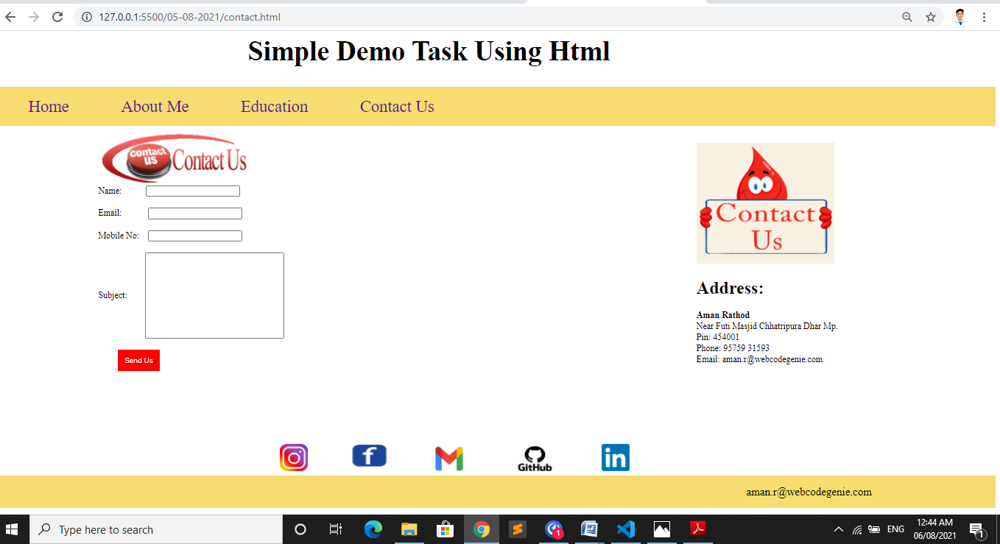 127.0.0.1:5500/05-08-2021/contact.html
Simple Demo Task Using Html
Home About Me Education Contact Us
contact us Contact Us
Name:
Email:
Mobile No:
Subject:
Send Us
Contact
Us
Address:
Aman Rathod
Near Futi Masjid Chhatripura Dhar Mp.
Pin: 454001
Phone: 95759 31593
Email: aman.r@webcodegenie.com
GitHub
aman.r@webcodegenie.com
Type here to search
1
ENG
12:44 AM
06/08/2021
1